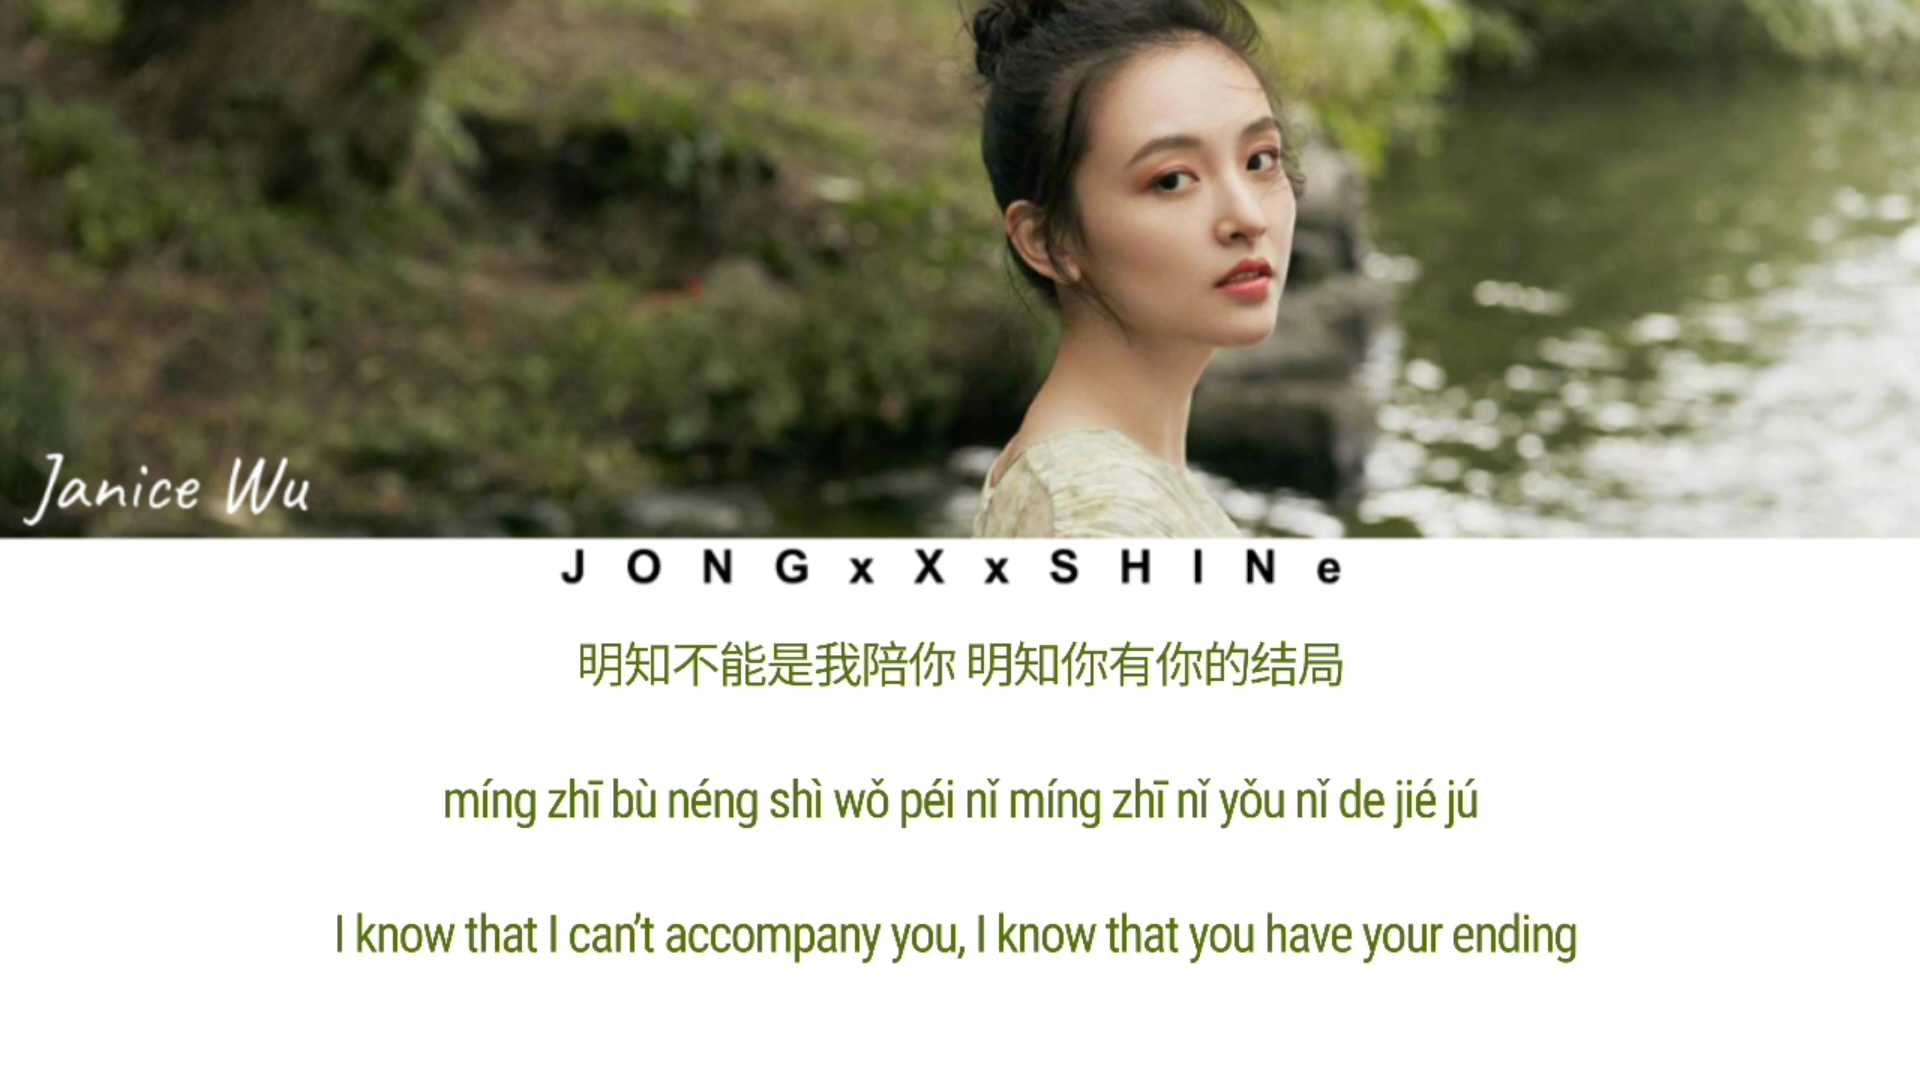 Janice Wu
J O N G x X x S H I N e
明知不能是我陪你 明知你有你的结局
míng zhī bù néng shì wǒ péi nǐ míng zhī nǐ yǒu nǐ de jié jú
I know that I can’t accompany you, I know that you have your ending